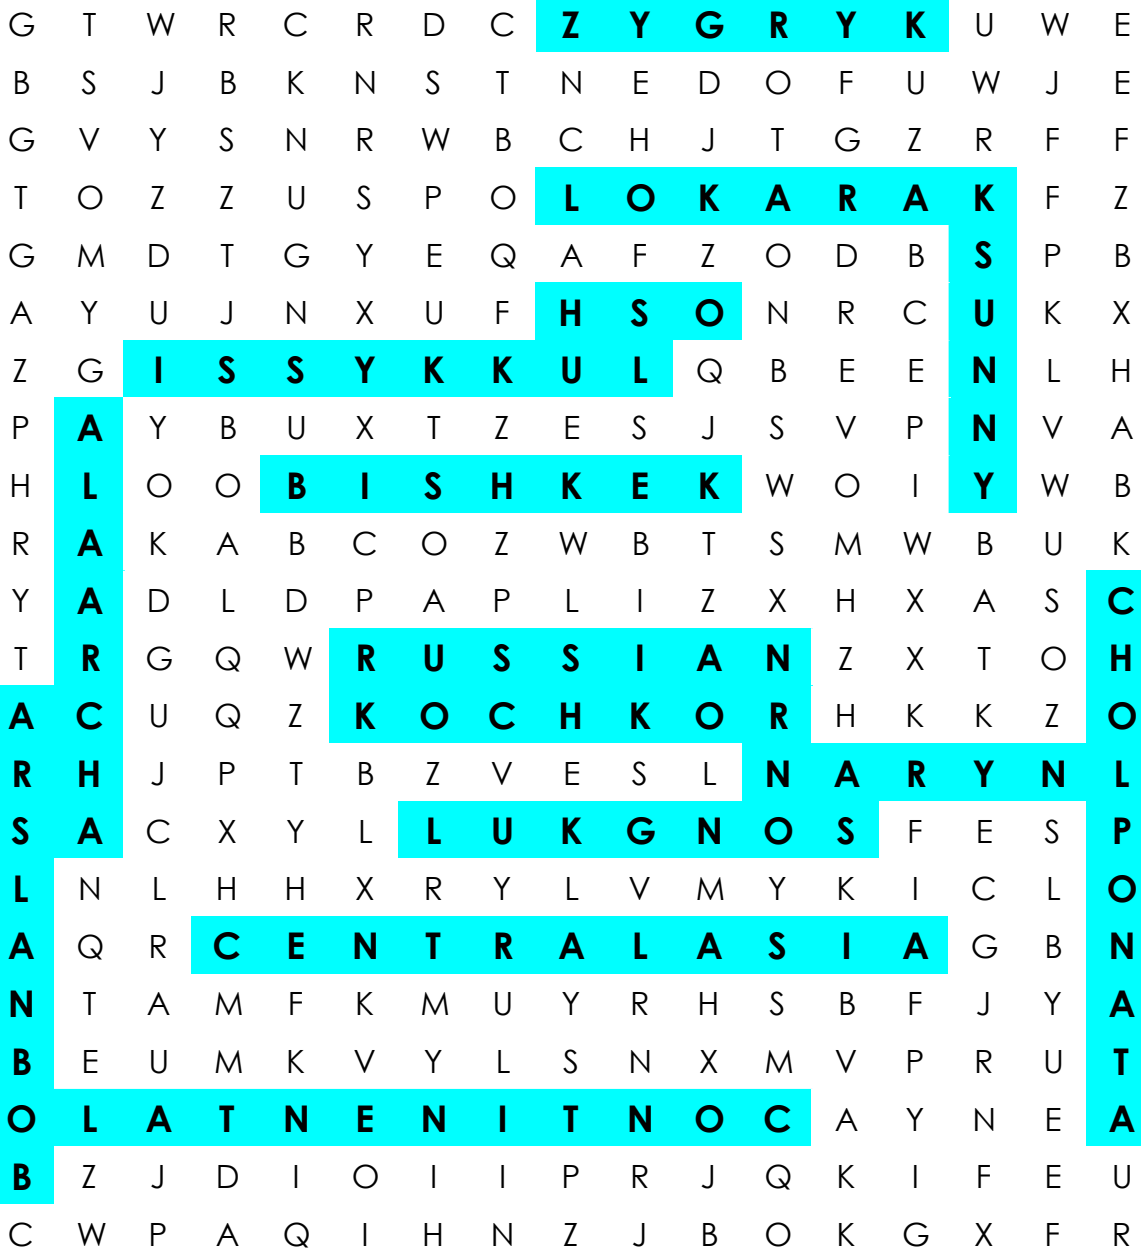 G T W R C R D C Z Y G R Y K U W E
B S J B K N S T N E D O F U W J E
G V Y S N R W B C H J T G Z R F F
T O Z Z U S P O L O K A R A K F Z
G M D T G Y E Q A F Z O D B S P B
A Y U J N X U F H S O N R C U K X
Z G I S S Y K K U L Q B E E N L H
P A Y B U X T Z E S J S V P N V A
H L O O B I S H K E K W O I Y W B
R A K A B C O Z W B T S M W B U K
Y A D L D P A P L I Z X H X A S C
T R G Q W R U S S I A N Z X T O H
A C U Q Z K O C H K O R H K K Z O
R H J P T B Z V E S L N A R Y N L
S A C X Y L L U K G N O S F E S P
L N L H H X R Y L V M Y K I C L O
A Q R C E N T R A L A S I A G B N
N T A M F K M U Y R H S B F J Y A
B E U M K V Y L S N X M V P R U T
O L A T N E N I T N O C A Y N E A
B Z J D I O I I P R J Q K I F E U
C W P A Q I H N Z J B O K G X F R